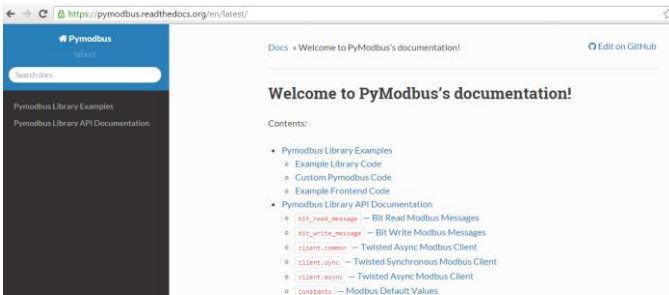 https://pymodbus.readthedocs.org/en/latest/
Pymodbus
latest
Search docs
Pymodbus Library Examples
Pymodbus Library API Documentation
Docs » Welcome to PyModbus's documentation!
Edit on GitHub
Welcome to PyModbus's documentation!
Contents:
Pymodbus Library Examples
Example Library Code
Custom Pymodbus Code
Example Frontend Code
Pymodbus Library API Documentation
bit_read_message — Bit Read Modbus Messages
bit_write_message — Bit Write Modbus Messages
client.common — Twisted Async Modbus Client
client.sync — Twisted Synchronous Modbus Client
client.async — Twisted Async Modbus Client
constants — Modbus Default Values